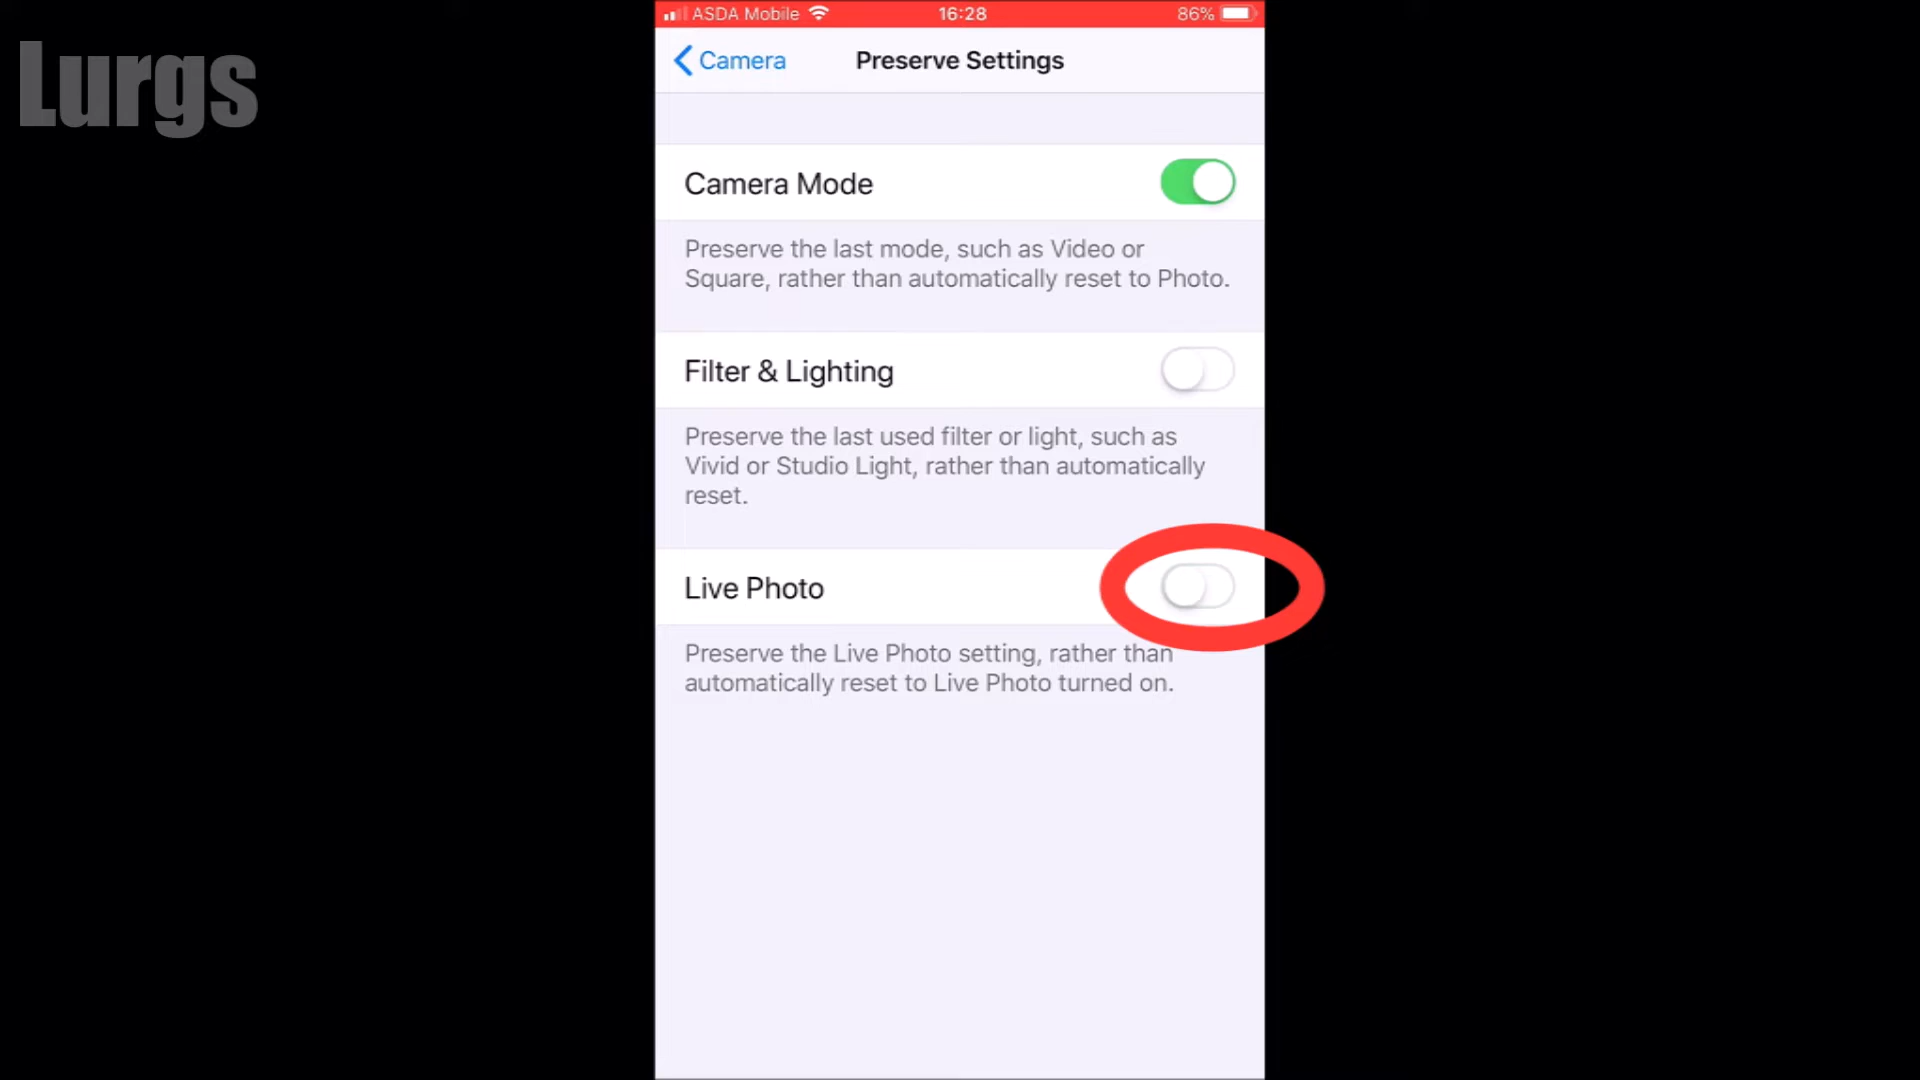 Lurgs
ASDA Mobile 16:28 86%
Camera Preserve Settings
Camera Mode
Preserve the last mode, such as Video or
Square, rather than automatically reset to Photo.
Filter & Lighting
Preserve the last used filter or light, such as
Vivid or Studio Light, rather than automatically
reset.
Live Photo
Preserve the Live Photo setting, rather than
automatically reset to Live Photo turned on.